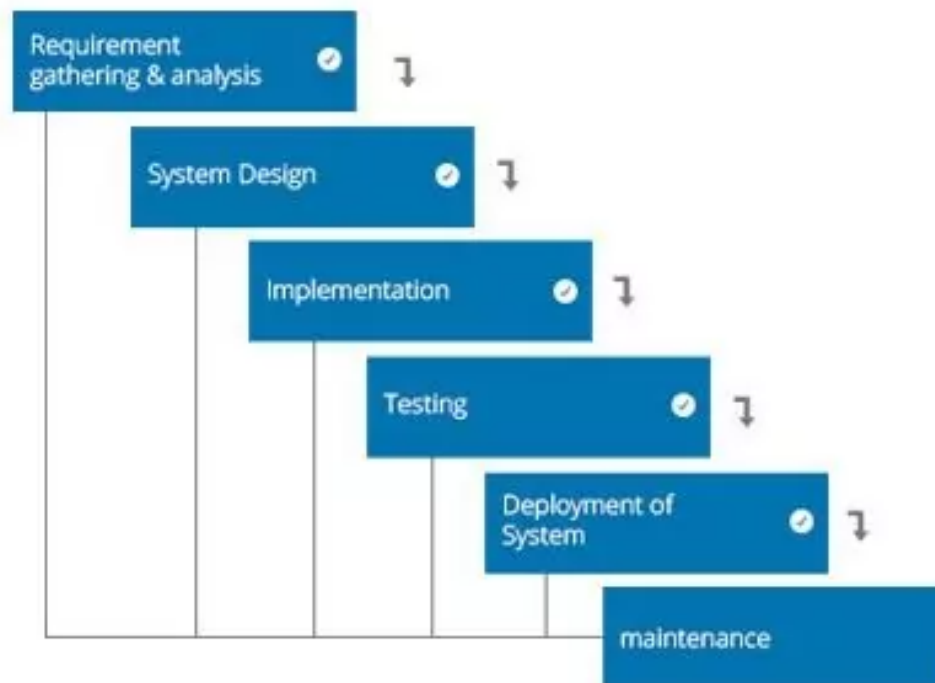 Requirement
gathering & analysis
System Design
Implementation
Testing
Deployment of
System
maintenance